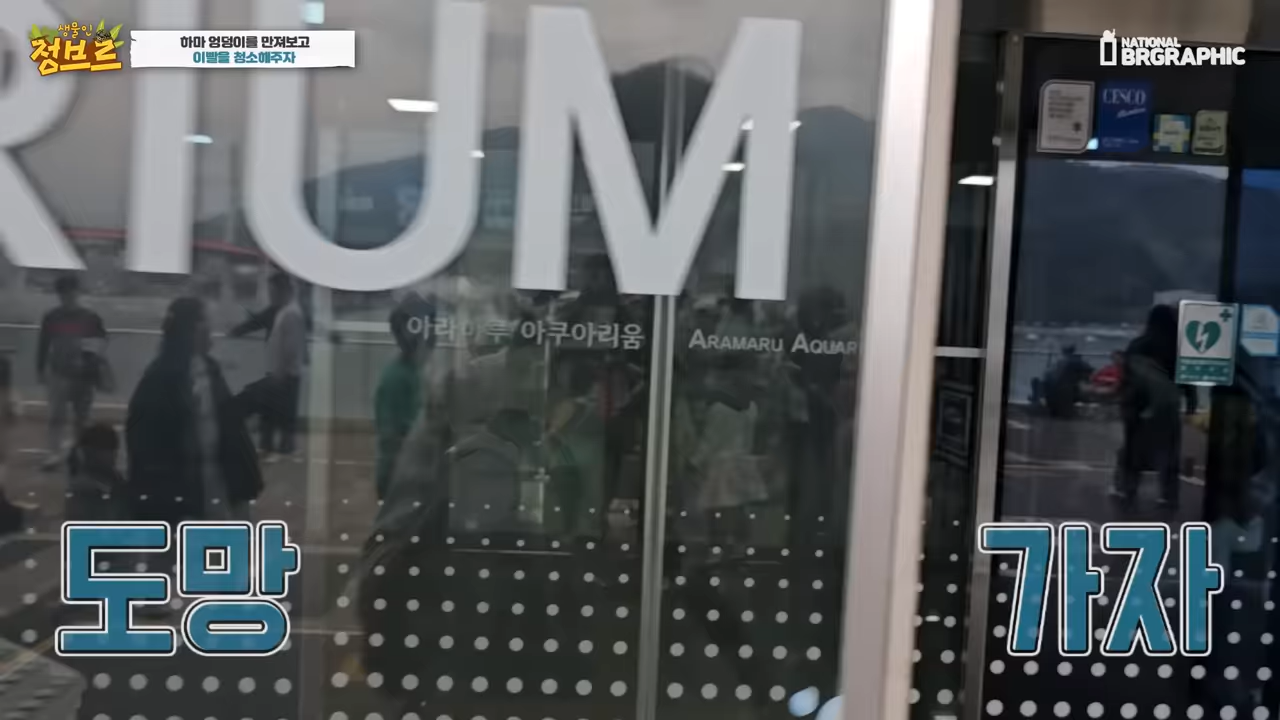 생물인
정브르
하마 엉덩이를 만져보고
이빨을 청소해주자
NATIONAL
BRGRAPHIC
RIUM
CESCO
아라마루 아쿠아리움
ARAMARU AQUAR
도망 가자